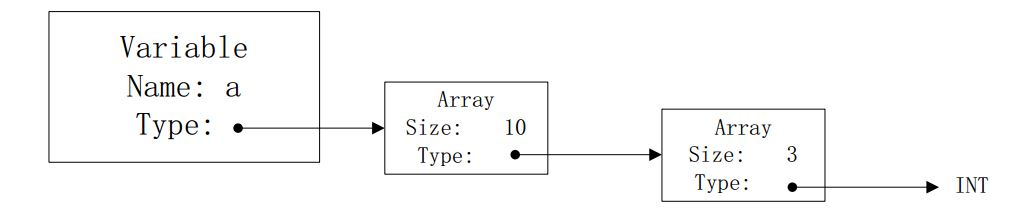 Variable
Name: a
Type:
Array
Size: 10
Type:
Array
Size: 3
Type:
INT